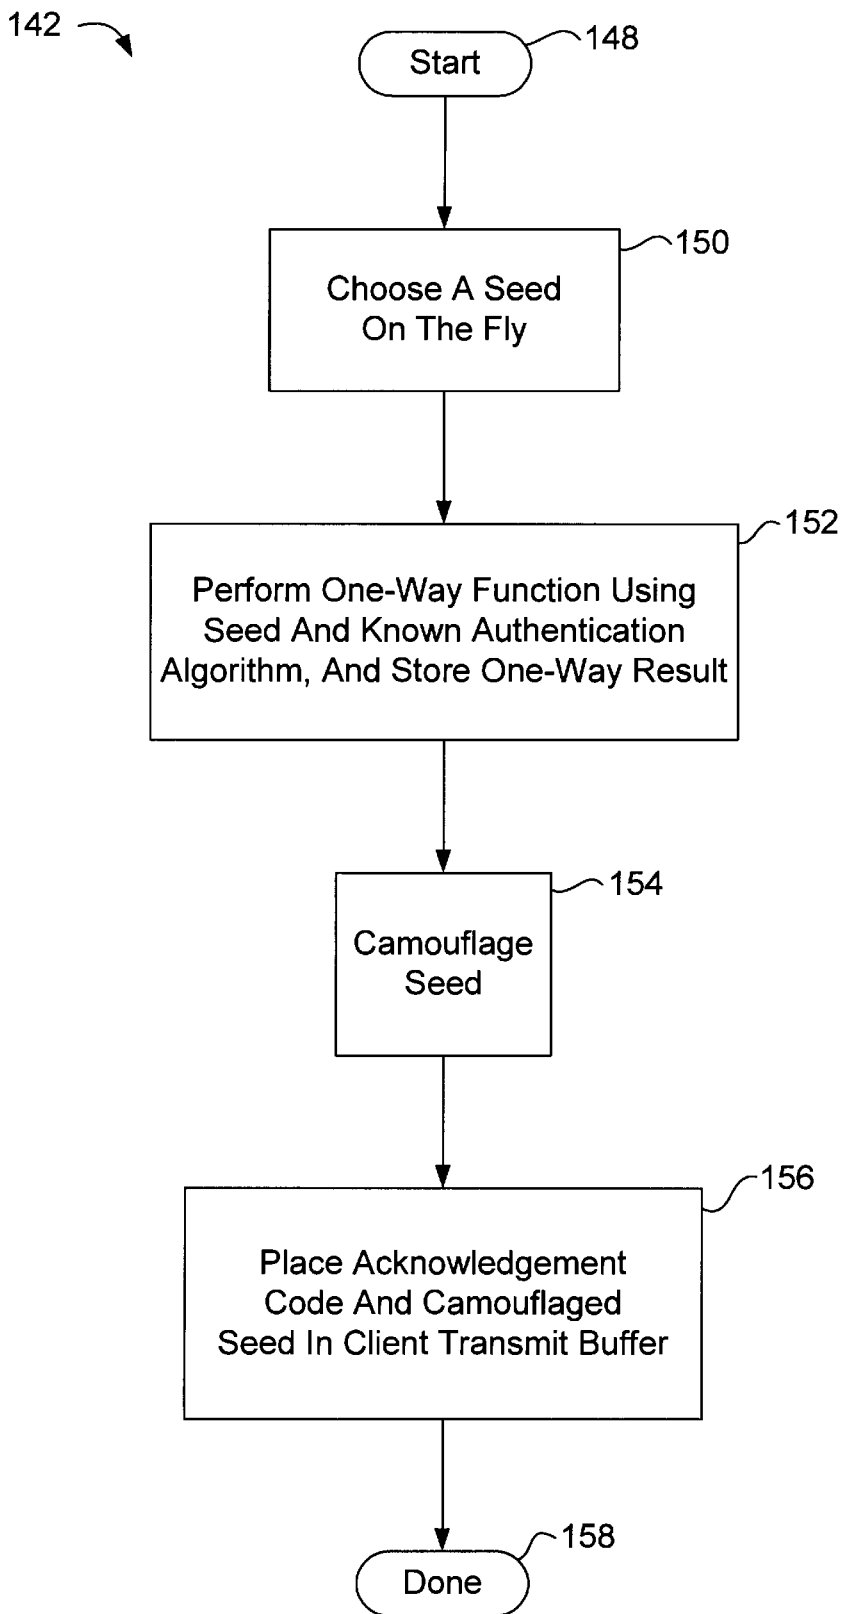 142
Start
148
150
Choose A Seed
On The Fly
152
Perform One-Way Function Using
Seed And Known Authentication
Algorithm, And Store One-Way Result
154
Camouflage
Seed
156
Place Acknowledgement
Code And Camouflaged
Seed In Client Transmit Buffer
158
Done